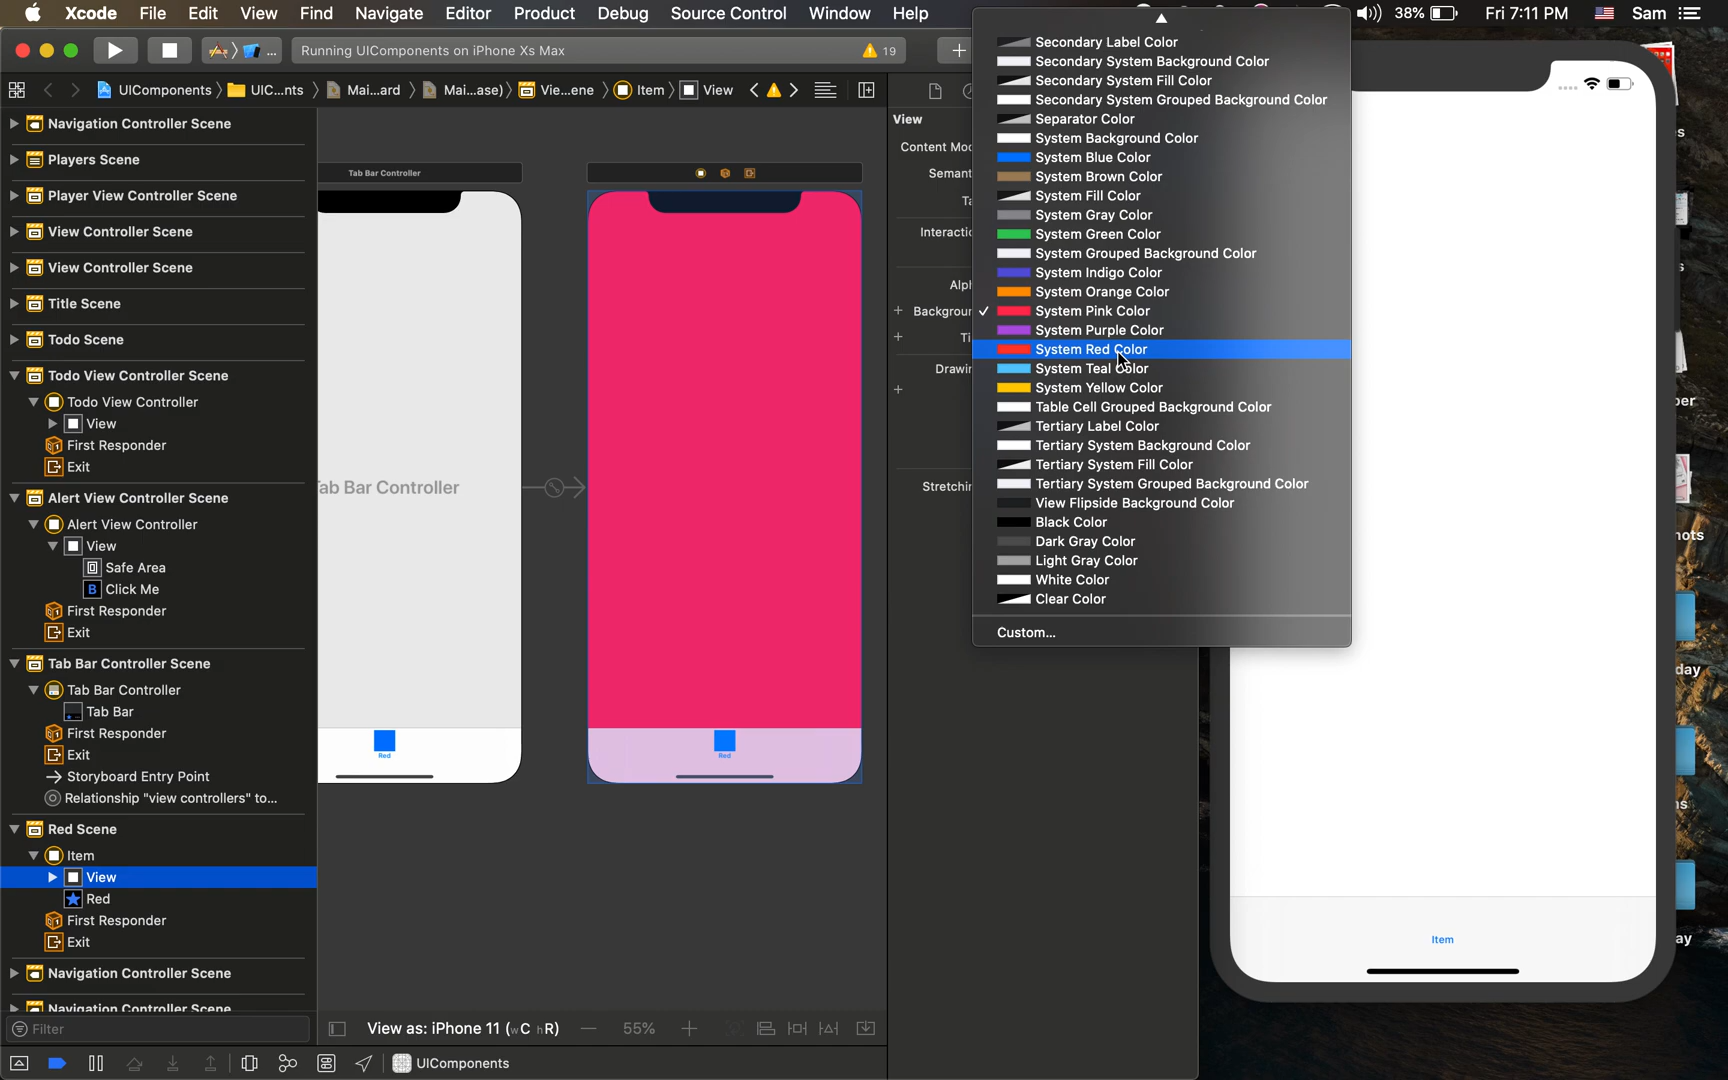 Xcode File Edit View Find Navigate Editor Product Debug Source Control Window Help 38% Fri 7:11 PM Sam
Running UIComponents on iPhone Xs Max 19
UIComponents UIC...nts Mai...ard Mai...ase) Vie...ene Item View
Navigation Controller Scene
Players Scene
Player View Controller Scene
View Controller Scene
View Controller Scene
Title Scene
Todo Scene
Todo View Controller Scene
Todo View Controller
View
First Responder
Exit
Alert View Controller Scene
Alert View Controller
View
Safe Area
B Click Me
First Responder
Exit
Tab Bar Controller Scene
Tab Bar Controller
Tab Bar
First Responder
Exit
Storyboard Entry Point
Relationship "view controllers" to...
Red Scene
Item
View
Red
First Responder
Exit
Navigation Controller Scene
Navigation Controller Scene
Filter
Tab Bar Controller
Tab Bar Controller
Red
Red
View as: iPhone 11 (wC hR) 55%
UIComponents
View
Content Mod
Semant
Ta
Interactio
Alph
Backgroun
Ti
Drawin
Stretchin
Secondary Label Color
Secondary System Background Color
Secondary System Fill Color
Secondary System Grouped Background Color
Separator Color
System Background Color
System Blue Color
System Brown Color
System Fill Color
System Gray Color
System Green Color
System Grouped Background Color
System Indigo Color
System Orange Color
System Pink Color
System Purple Color
System Red Color
System Teal Color
System Yellow Color
Table Cell Grouped Background Color
Tertiary Label Color
Tertiary System Background Color
Tertiary System Fill Color
Tertiary System Grouped Background Color
View Flipside Background Color
Black Color
Dark Gray Color
Light Gray Color
White Color
Clear Color
Custom...
Item